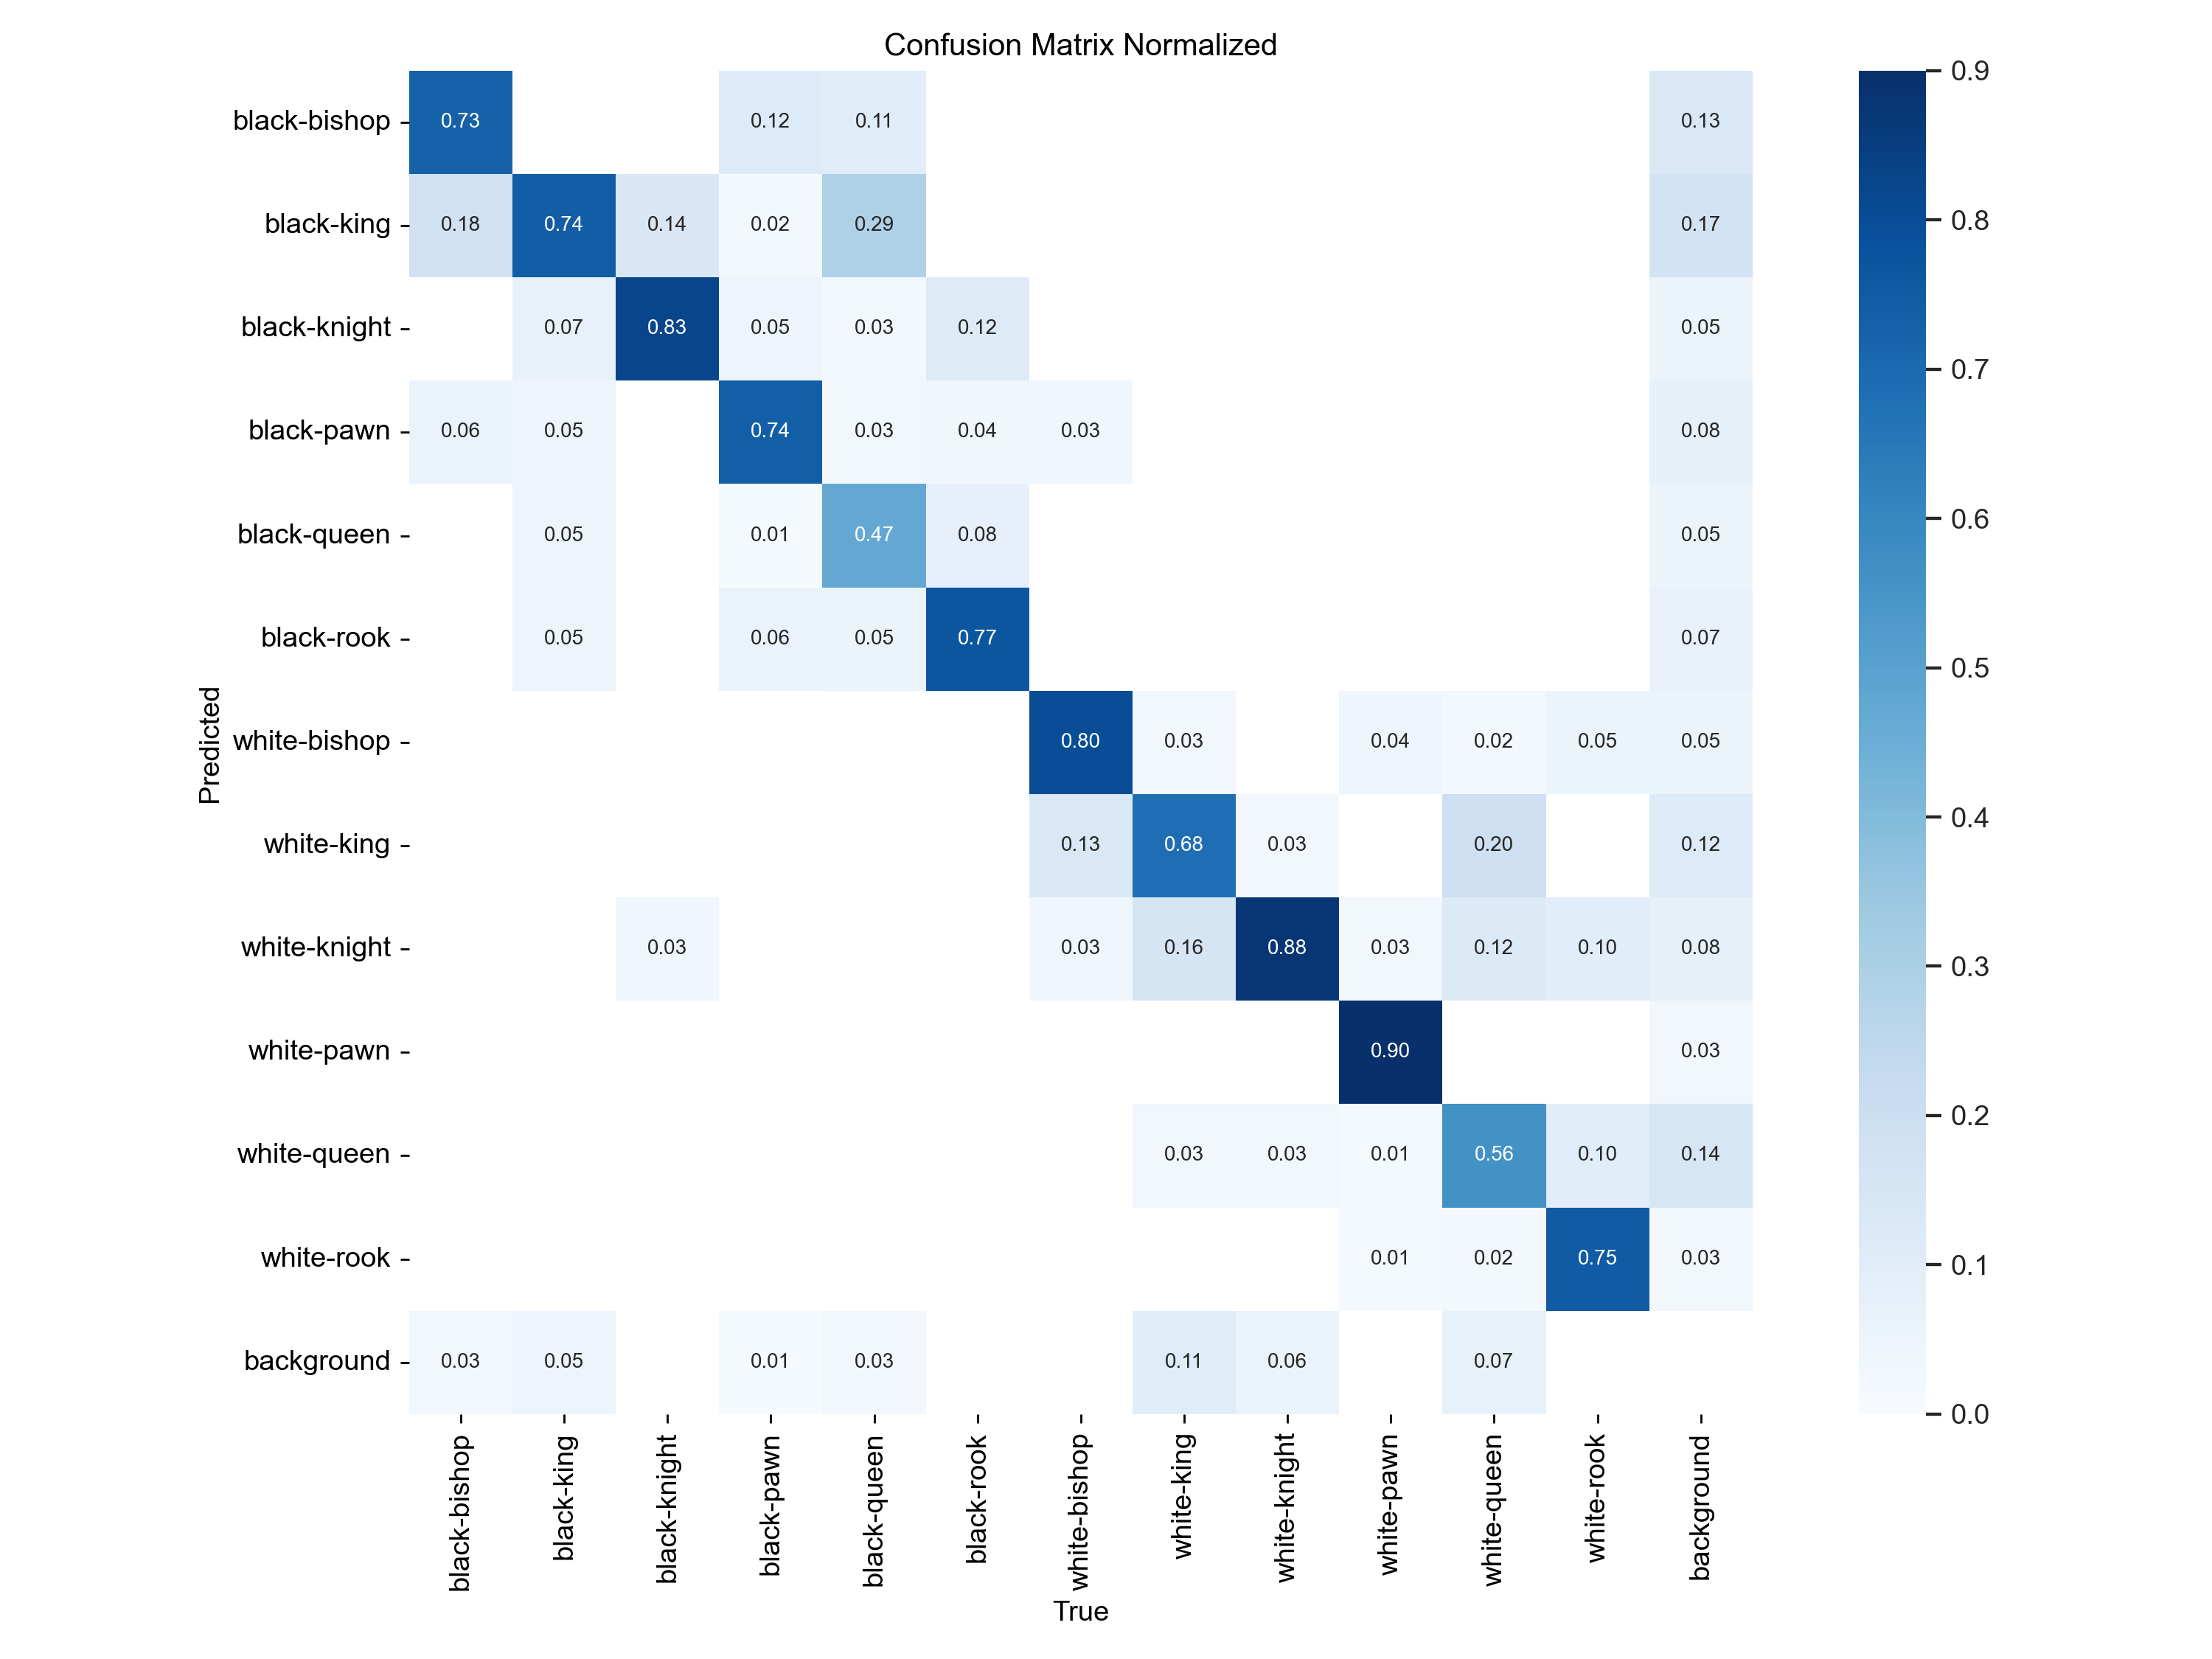 Confusion Matrix Normalized
black-bishop 0.73 0.12 0.11 0.13
black-king 0.18 0.74 0.14 0.02 0.29 0.17
black-knight 0.07 0.83 0.05 0.03 0.12 0.05
black-pawn 0.06 0.05 0.74 0.03 0.04 0.03 0.08
black-queen 0.05 0.01 0.47 0.08 0.05
black-rook 0.05 0.06 0.05 0.77 0.07
white-bishop 0.80 0.03 0.04 0.02 0.05 0.05
white-king 0.13 0.68 0.03 0.20 0.12
white-knight 0.03 0.03 0.16 0.88 0.03 0.12 0.10 0.08
white-pawn 0.90 0.03
white-queen 0.03 0.03 0.01 0.56 0.10 0.14
white-rook 0.01 0.02 0.75 0.03
background 0.03 0.05 0.01 0.03 0.11 0.06 0.07
Predicted
black-bishop
black-king
black-knight
black-pawn
black-queen
black-rook
white-bishop
white-king
white-knight
white-pawn
white-queen
white-rook
background
True
0.9
0.8
0.7
0.6
0.5
0.4
0.3
0.2
0.1
0.0